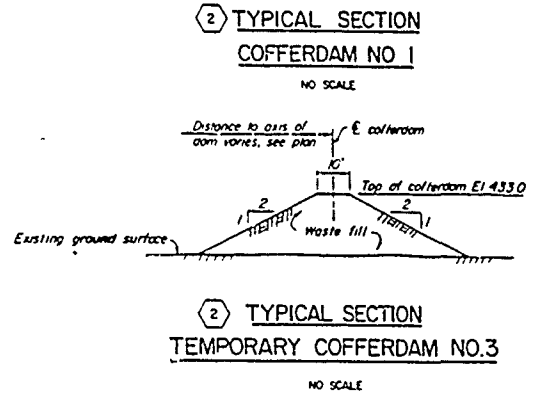 2 TYPICAL SECTION
COFFERDAM NO 1
NO SCALE
Distance to axis of
dam varies, see plan
℄ cofferdam
10'
Top of cofferdam El 433.0
2
1
2
1
Waste fill
Existing ground surface
2 TYPICAL SECTION
TEMPORARY COFFERDAM NO.3
NO SCALE